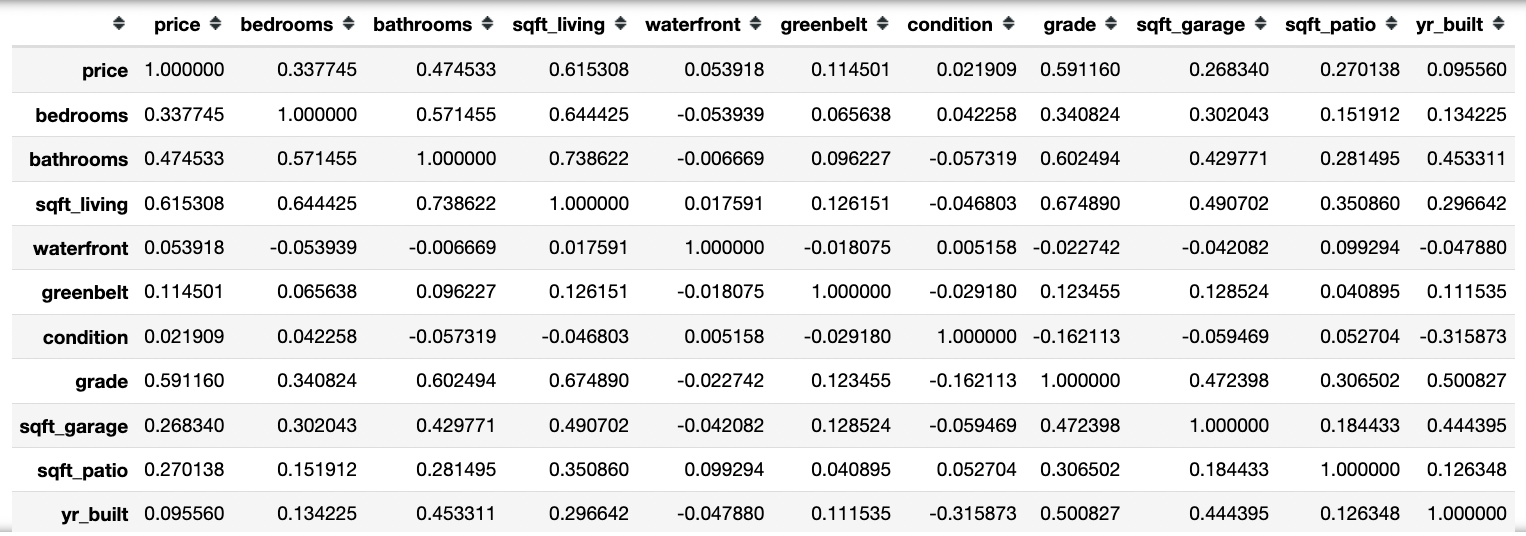 price bedrooms bathrooms sqft_living waterfront greenbelt condition grade sqft_garage sqft_patio yr_built
price 1.000000 0.337745 0.474533 0.615308 0.053918 0.114501 0.021909 0.591160 0.268340 0.270138 0.095560
bedrooms 0.337745 1.000000 0.571455 0.644425 -0.053939 0.065638 0.042258 0.340824 0.302043 0.151912 0.134225
bathrooms 0.474533 0.571455 1.000000 0.738622 -0.006669 0.096227 -0.057319 0.602494 0.429771 0.281495 0.453311
sqft_living 0.615308 0.644425 0.738622 1.000000 0.017591 0.126151 -0.046803 0.674890 0.490702 0.350860 0.296642
waterfront 0.053918 -0.053939 -0.006669 0.017591 1.000000 -0.018075 0.005158 -0.022742 -0.042082 0.099294 -0.047880
greenbelt 0.114501 0.065638 0.096227 0.126151 -0.018075 1.000000 -0.029180 0.123455 0.128524 0.040895 0.111535
condition 0.021909 0.042258 -0.057319 -0.046803 0.005158 -0.029180 1.000000 -0.162113 -0.059469 0.052704 -0.315873
grade 0.591160 0.340824 0.602494 0.674890 -0.022742 0.123455 -0.162113 1.000000 0.472398 0.306502 0.500827
sqft_garage 0.268340 0.302043 0.429771 0.490702 -0.042082 0.128524 -0.059469 0.472398 1.000000 0.184433 0.444395
sqft_patio 0.270138 0.151912 0.281495 0.350860 0.099294 0.040895 0.052704 0.306502 0.184433 1.000000 0.126348
yr_built 0.095560 0.134225 0.453311 0.296642 -0.047880 0.111535 -0.315873 0.500827 0.444395 0.126348 1.000000